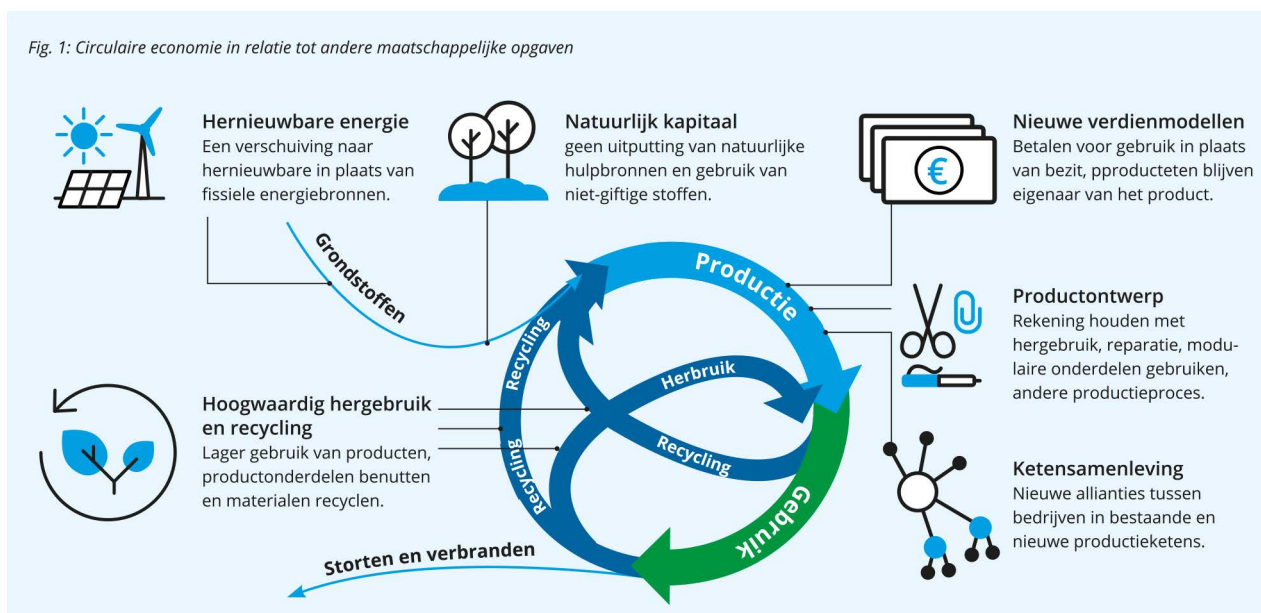 Fig. 1: Circulaire economie in relatie tot andere maatschappelijke opgaven
Hernieuwbare energie
Een verschuiving naar
hernieuwbare in plaats van
fissiele energiebronnen.
Natuurlijk kapitaal
geen uitputting van natuurlijke
hulpbronnen en gebruik van
niet-giftige stoffen.
Nieuwe verdienmodellen
Betalen voor gebruik in plaats
van bezit, pproducteten blijven
eigenaar van het product.
€
Grondstoffen
Productie
Recycling
Herbruik
Recycling
Recycling
Gebruik
Storten en verbranden
Productontwerp
Rekening houden met
hergebruik, reparatie, modu-
laire onderdelen gebruiken,
andere productieproces.
Hoogwaardig hergebruik
en recycling
Lager gebruik van producten,
productonderdelen benutten
en materialen recyclen.
Ketensamenleving
Nieuwe allianties tussen
bedrijven in bestaande en
nieuwe productieketens.